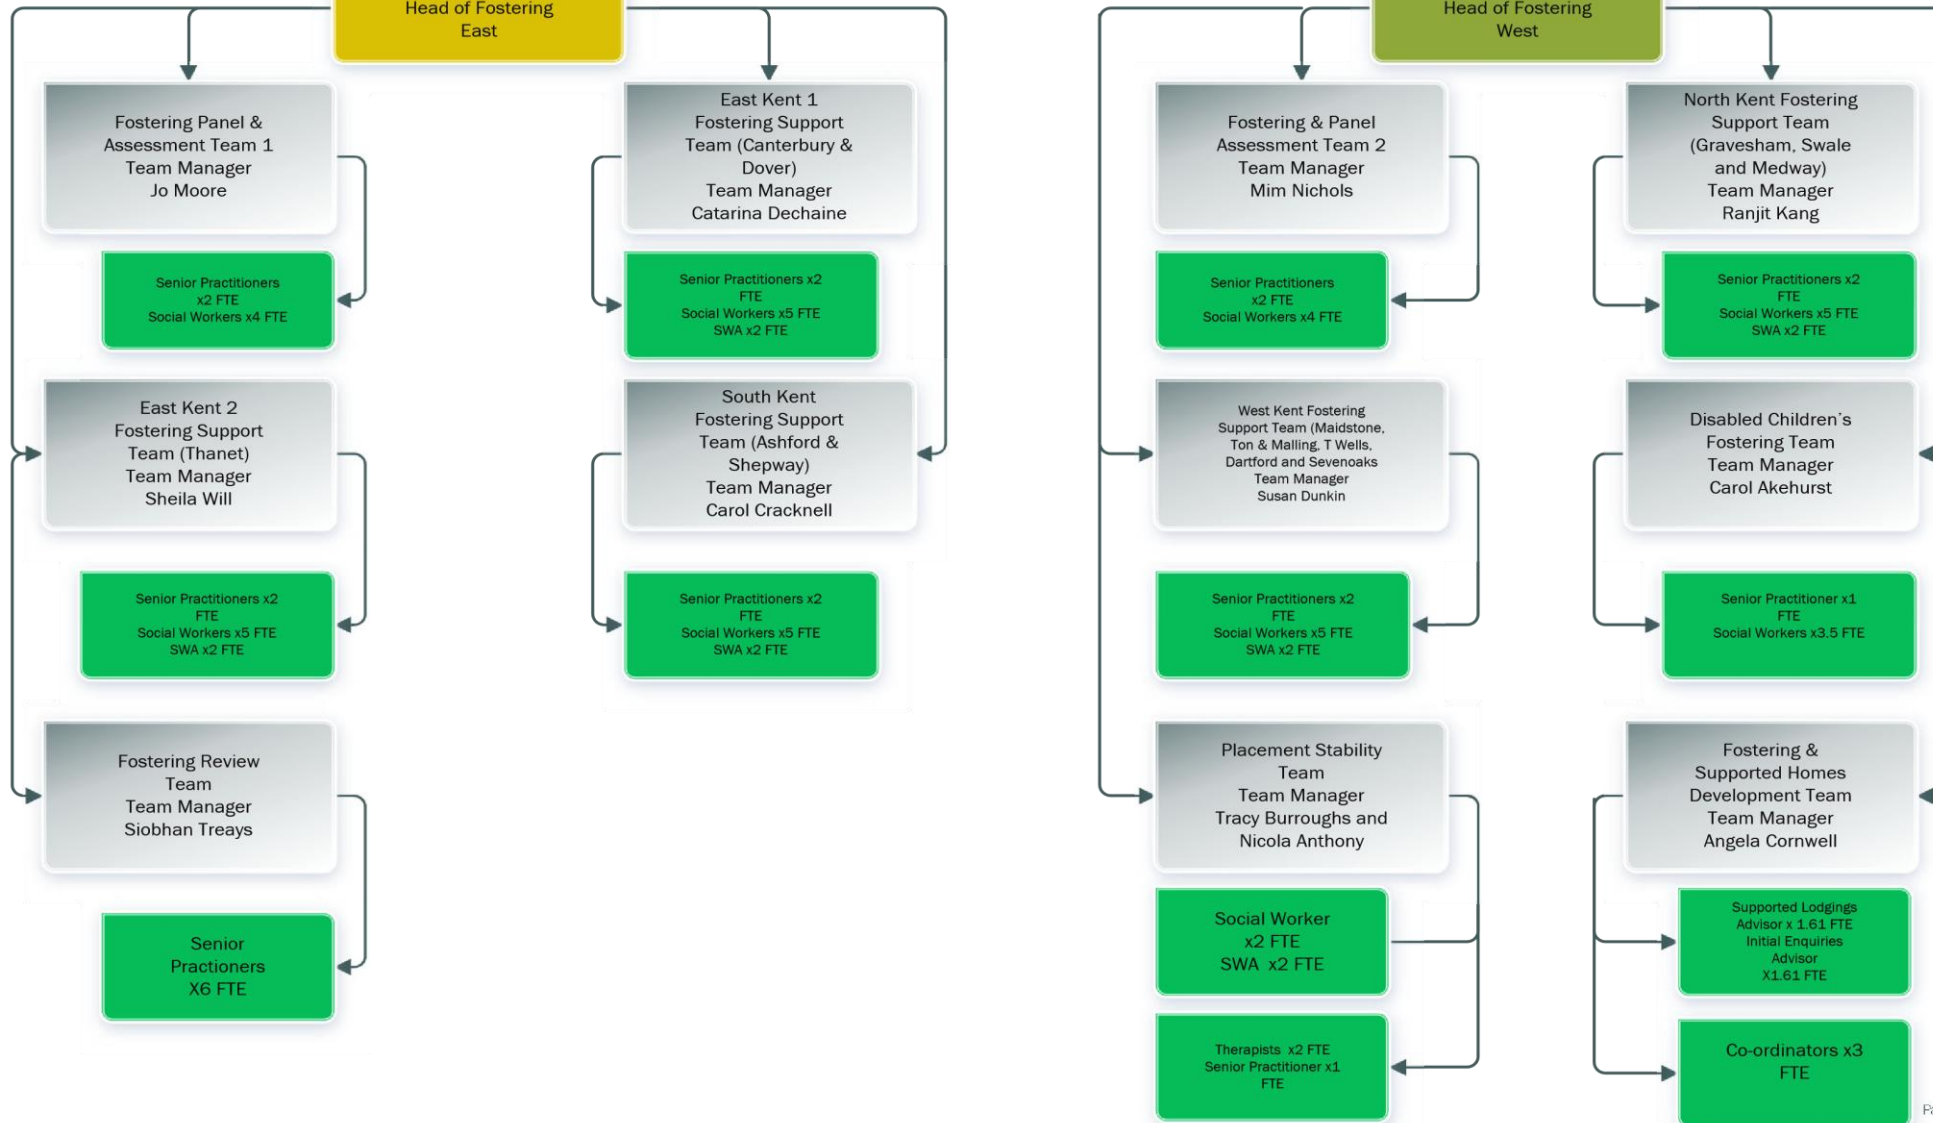 Head of Fostering
East
Fostering Panel &
Assessment Team 1
Team Manager
Jo Moore
Senior Practitioners
x2 FTE
Social Workers x4 FTE
East Kent 1
Fostering Support
Team (Canterbury &
Dover)
Team Manager
Catarina Dechaine
Senior Practitioners x2
FTE
Social Workers x5 FTE
SWA x2 FTE
East Kent 2
Fostering Support
Team (Thanet)
Team Manager
Sheila Will
Senior Practitioners x2
FTE
Social Workers x5 FTE
SWA x2 FTE
South Kent
Fostering Support
Team (Ashford &
Shepway)
Team Manager
Carol Cracknell
Senior Practitioners x2
FTE
Social Workers x5 FTE
SWA x2 FTE
Fostering Review
Team
Team Manager
Siobhan Treays
Senior
Practioners
X6 FTE
Head of Fostering
West
Fostering & Panel
Assessment Team 2
Team Manager
Mim Nichols
Senior Practitioners
x2 FTE
Social Workers x4 FTE
North Kent Fostering
Support Team
(Gravesham, Swale
and Medway)
Team Manager
Ranjit Kang
Senior Practitioners x2
FTE
Social Workers x5 FTE
SWA x2 FTE
West Kent Fostering
Support Team (Maidstone,
Ton & Malling, T Wells,
Dartford and Sevenoaks
Team Manager
Susan Dunkin
Senior Practitioners x2
FTE
Social Workers x5 FTE
SWA x2 FTE
Disabled Children's
Fostering Team
Team Manager
Carol Akehurst
Senior Practitioner x1
FTE
Social Workers x3.5 FTE
Placement Stability
Team
Team Manager
Tracy Burroughs and
Nicola Anthony
Social Worker
x2 FTE
SWA  x2 FTE
Therapists  x2 FTE
Senior Practitioner x1
FTE
Fostering &
Supported Homes
Development Team
Team Manager
Angela Cornwell
Supported Lodgings
Advisor x 1.61 FTE
Initial Enquiries
Advisor
X1.61 FTE
Co-ordinators x3
FTE